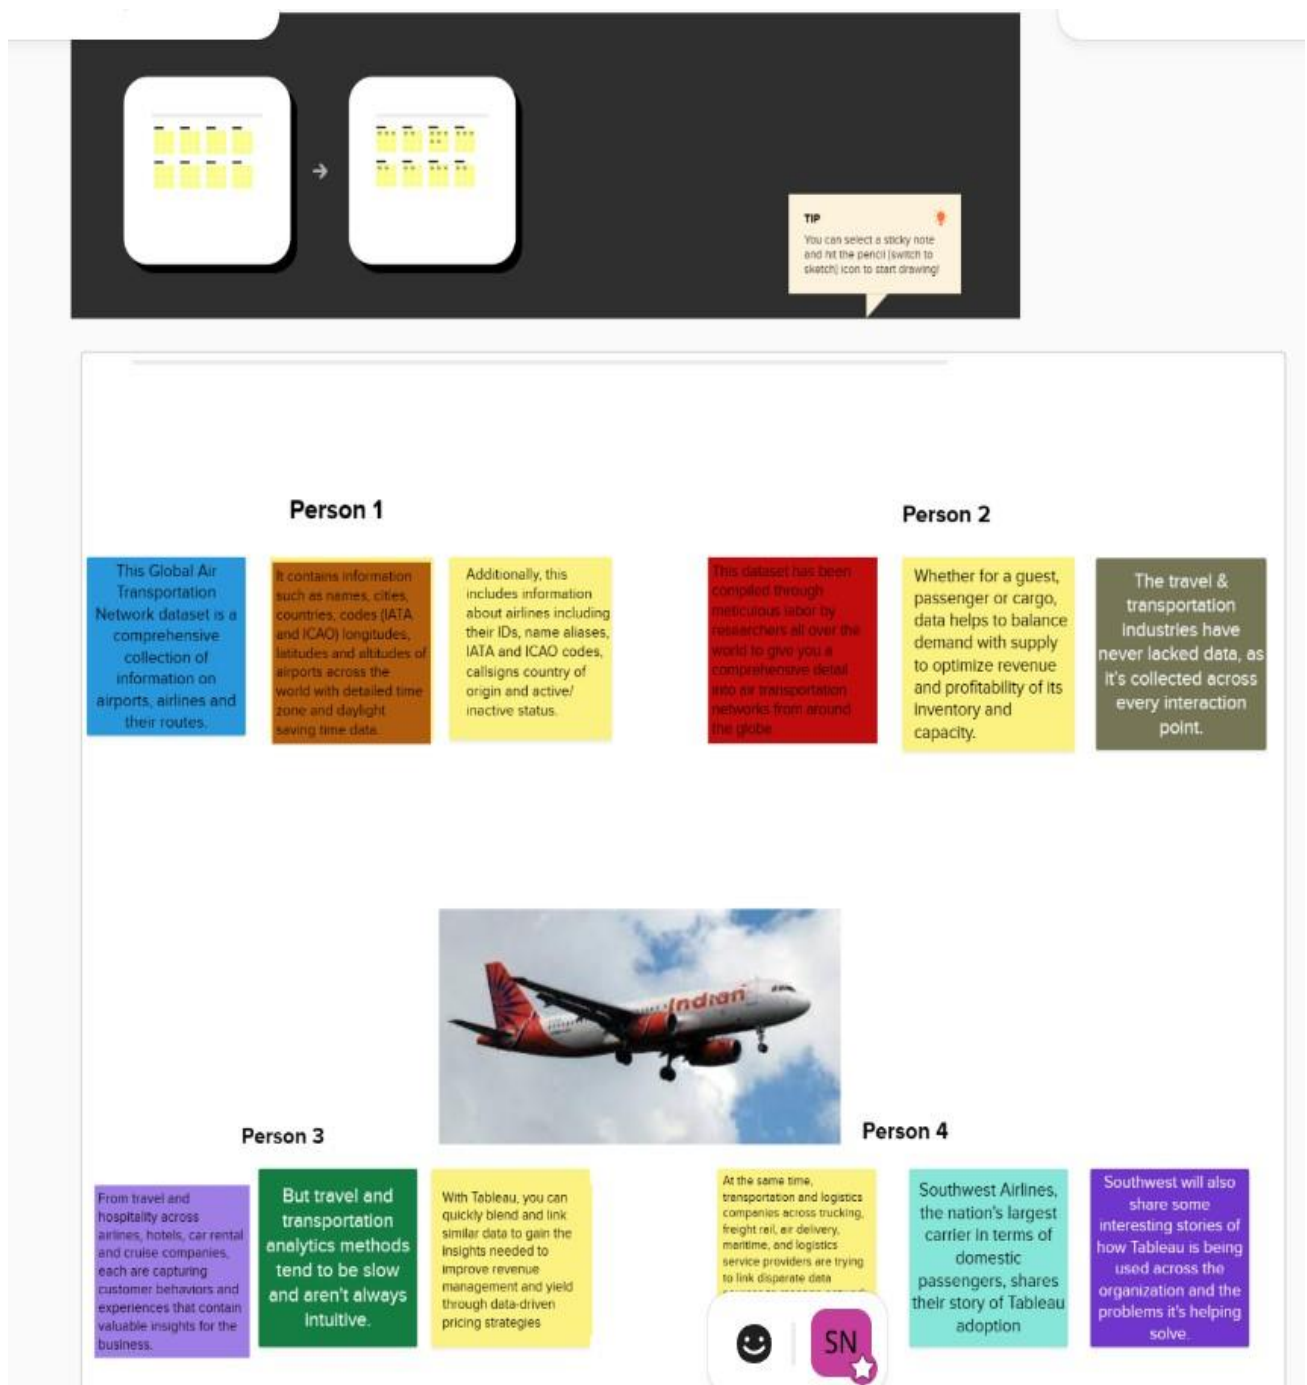 TIP
You can select a sticky note
and hit the pencil (switch to
sketch) icon to start drawing!
Person 1
This Global Air
Transportation
Network dataset is a
comprehensive
collection of
information on
airports, airlines and
their routes.
It contains information
such as names, cities,
countries, codes (IATA
and ICAO) longitudes,
latitudes and altitudes of
airports across the
world with detailed time
zone and daylight
saving time data.
Additionally, this
includes information
about airlines including
their IDs, name aliases,
IATA and ICAO codes,
callsigns country of
origin and active/
inactive status.
Person 2
This dataset has been
compiled through
meticulous labor by
researchers all over the
world to give you a
comprehensive detail
into air transportation
networks from around
the globe
Whether for a guest,
passenger or cargo,
data helps to balance
demand with supply
to optimize revenue
and profitability of its
inventory and
capacity.
The travel &
transportation
industries have
never lacked data, as
it's collected across
every interaction
point.
Indian
Person 3
From travel and
hospitality across
airlines, hotels, car rental
and cruise companies,
each are capturing
customer behaviors and
experiences that contain
valuable insights for the
business.
But travel and
transportation
analytics methods
tend to be slow
and aren't always
intuitive.
With Tableau, you can
quickly blend and link
similar data to gain the
insights needed to
improve revenue
management and yield
through data-driven
pricing strategies
Person 4
At the same time,
transportation and logistics
companies across trucking,
freight rail, air delivery,
maritime, and logistics
service providers are trying
to link disparate data
Southwest Airlines,
the nation's largest
carrier in terms of
domestic
passengers, shares
their story of Tableau
adoption
Southwest will also
share some
interesting stories of
how Tableau is being
used across the
organization and the
problems it's helping
solve.
SN